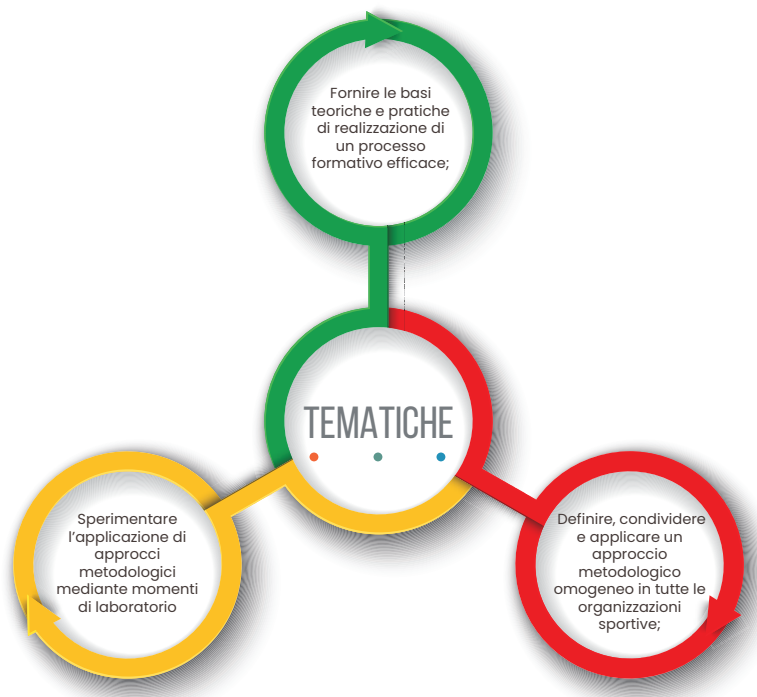 Fornire le basi
teoriche e pratiche
di realizzazione di
un processo
formativo efficace;
TEMATICHE
Sperimentare
l'applicazione di
approcci
metodologici
mediante momenti
di laboratorio
Definire, condividere
e applicare un
approccio
metodologico
omogeneo in tutte le
organizzazioni
sportive;